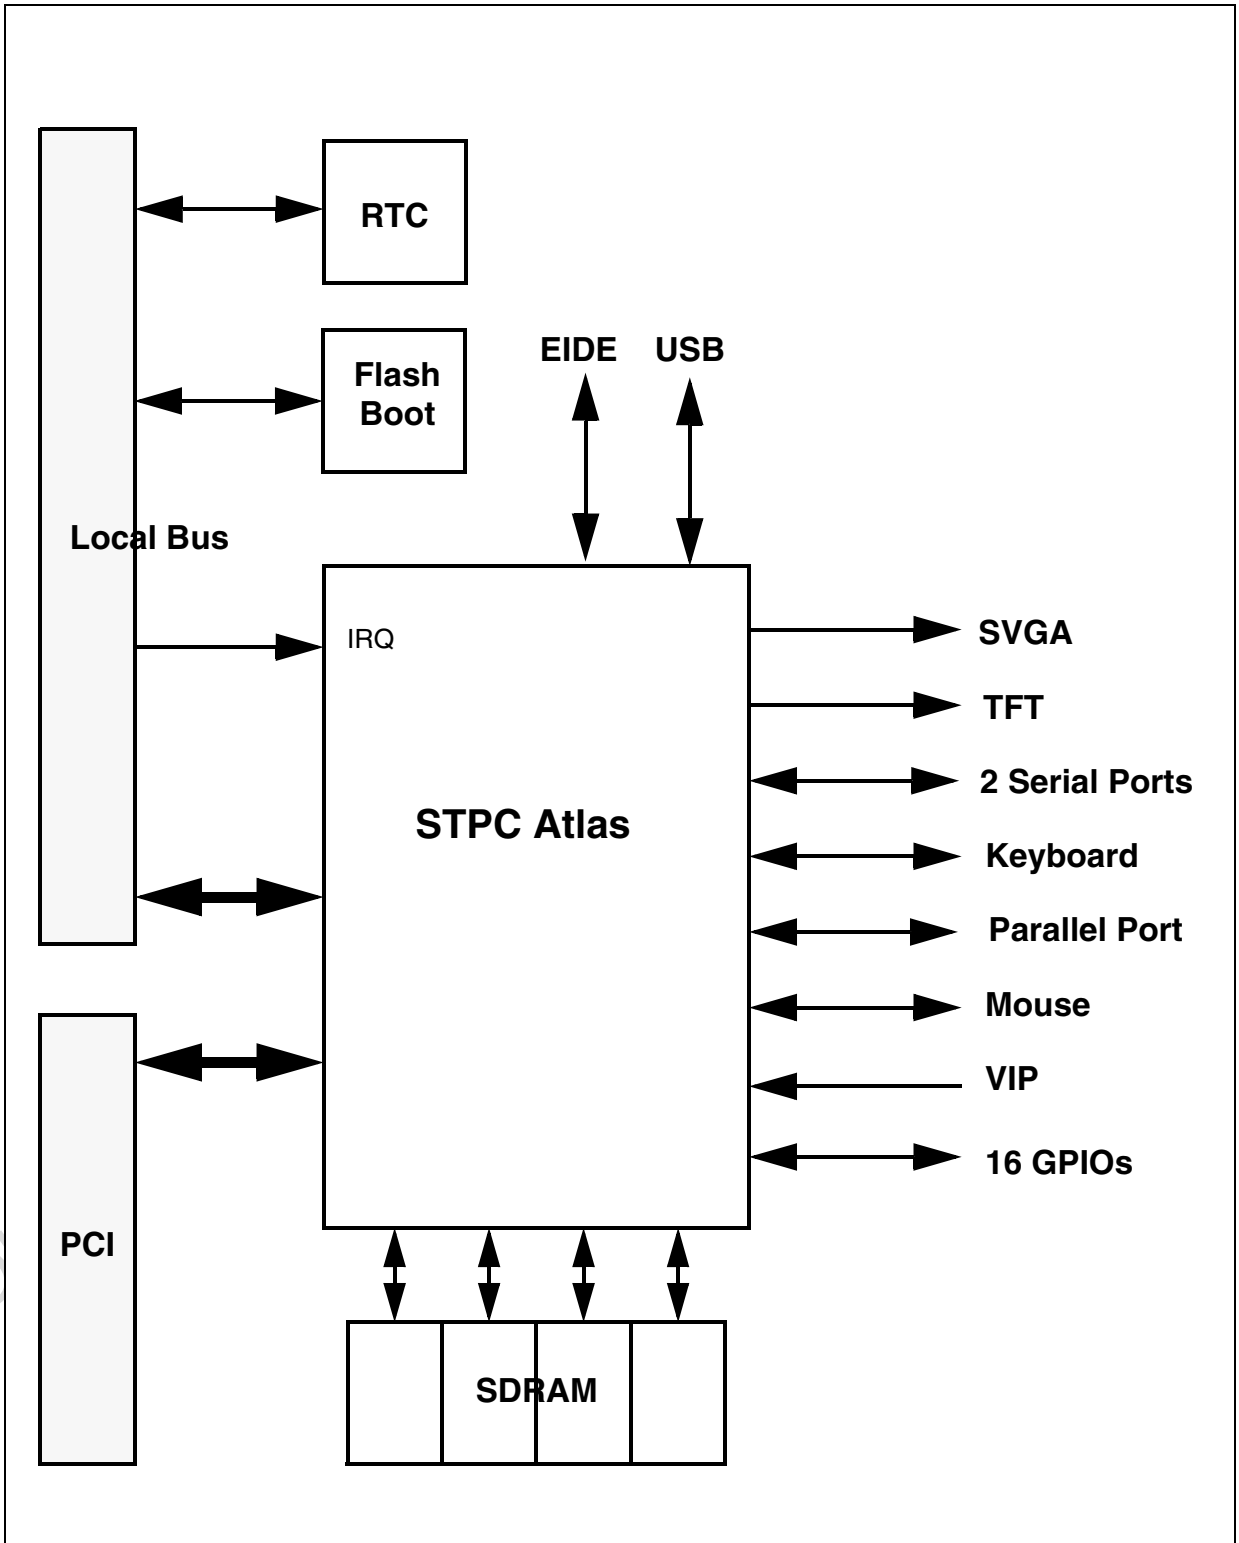 RTC
EIDE USB
Flash
Boot
Local Bus
IRQ
SVGA
TFT
2 Serial Ports
STPC Atlas
Keyboard
Parallel Port
Mouse
VIP
16 GPIOs
PCI
SDRAM